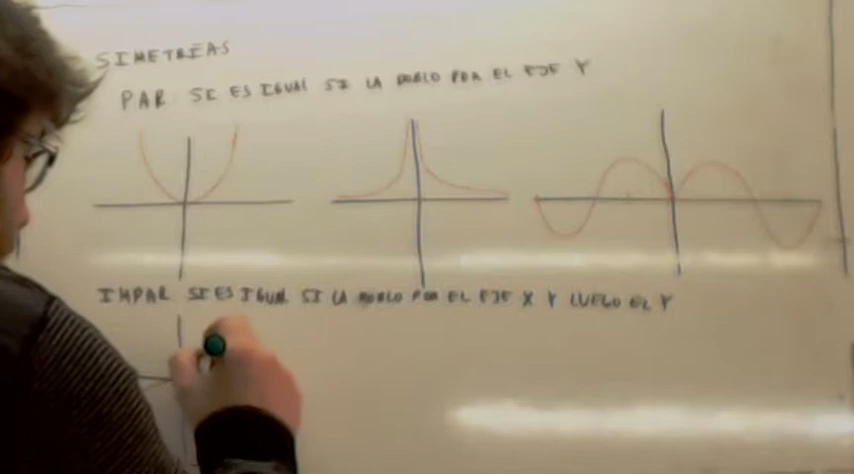 SIMETRIAS
PAR SI ES IGUAL SI LA DOBLO POR EL EJE Y
IMPAR SI ES IGUAL SI LA DOBLO POR EL EJE X Y LUEGO EL Y